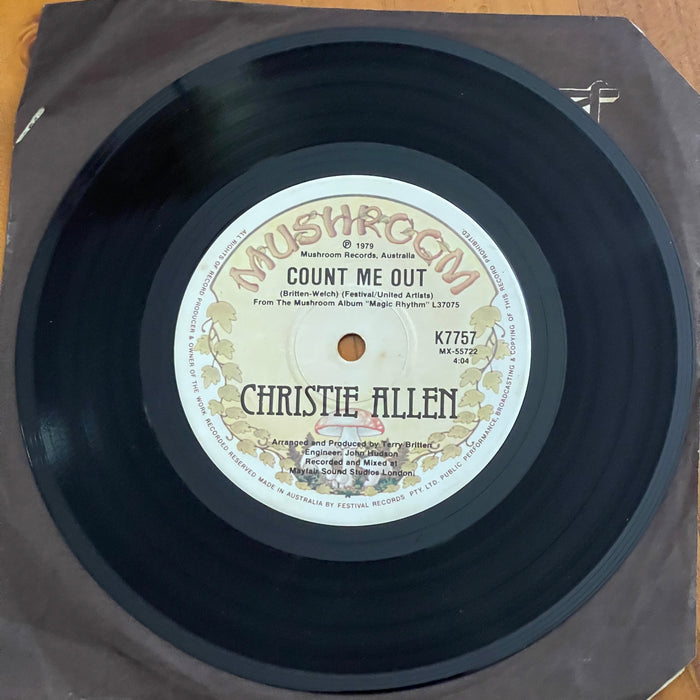 MUSHROOM
℗ 1979
Mushroom Records, Australia
COUNT ME OUT
(Britten-Welch) (Festival/United Artists)
From The Mushroom Album "Magic Rhythm" L37075
K7757
MX-55722
4:04
CHRISTIE ALLEN
Arranged and Produced by Terry Britten
Engineer: John Hudson
Recorded and Mixed at
Mayfair Sound Studios London
ALL RIGHTS OF RECORD PRODUCER & OWNER OF THE WORK RECORDED RESERVED MADE IN AUSTRALIA BY FESTIVAL RECORDS PTY. LTD. PUBLIC PERFORMANCE, BROADCASTING & COPYING OF THIS RECORD PROHIBITED.